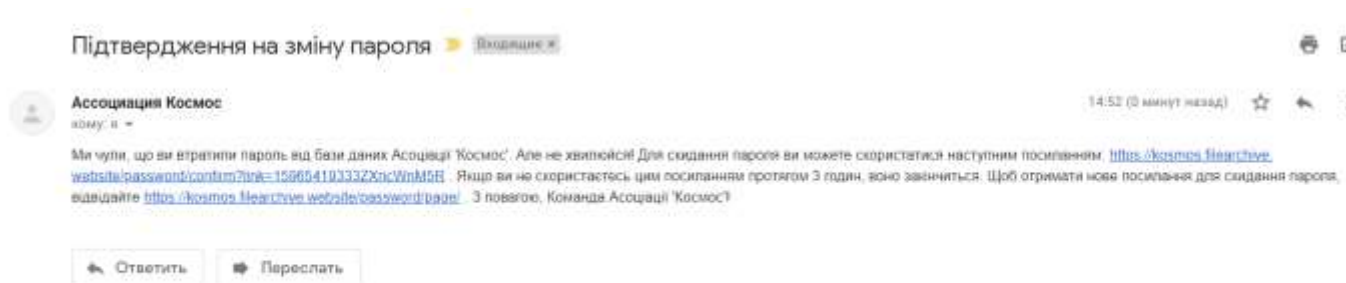 Підтвердження на зміну пароля Входящие ×
Ассоциация Космос 14:52 (0 минут назад)
кому: я
Ми чули, що ви втратили пароль від бази даних Асоціації 'Космос'. Але не хвилюйся! Для скидання пароля ви можете скористатися наступним посиланням: https://kosmos.filearchive.
website/password/confirm?link=15965419333ZXncWnM5R . Якщо ви не скористаєтесь цим посиланням протягом 3 годин, воно закінчиться. Щоб отримати нове посилання для скидання пароля,
відвідайте https://kosmos.filearchive.website/password/page/ . З повагою, Команда Асоціації 'Космос'!
Ответить Переслать